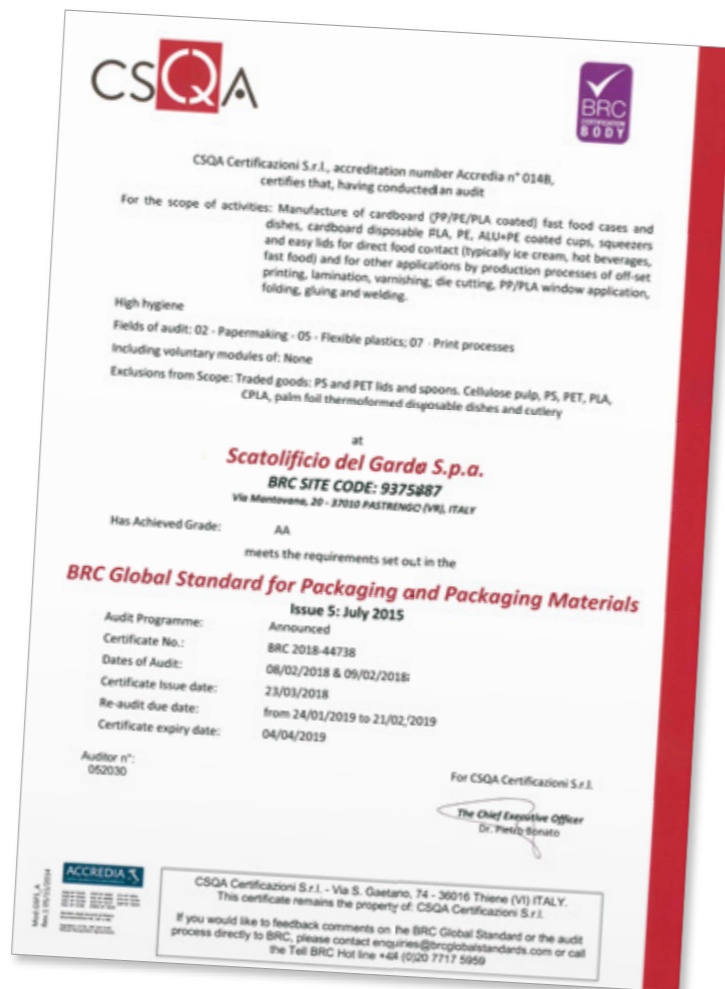 CSQA
BRC
CERTIFICATION
BODY
CSQA Certificazioni S.r.l., accreditation number Accredia n° 014B,
certifies that, having conducted an audit
For the scope of activities: Manufacture of cardboard (PP/PE/PLA coated) fast food cases and
dishes, cardboard disposable PLA, PE, ALU+PE coated cups, squeezers
and easy lids for direct food contact (typically ice cream, hot beverages,
fast food) and for other applications by production processes of off-set
printing, lamination, varnishing, die cutting, PP/PLA window application,
folding, gluing and welding.
High hygiene
Fields of audit: 02 - Papermaking - 05 - Flexible plastics; 07 - Print processes
Including voluntary modules of: None
Exclusions from Scope: Traded goods: PS and PET lids and spoons. Cellulose pulp, PS, PET, PLA,
CPLA, palm foil thermoformed disposable dishes and cutlery
at
Scatolificio del Garda S.p.a.
BRC SITE CODE: 9375887
Via Mantovana, 20 - 37010 PASTRENGO (VR), ITALY
Has Achieved Grade: AA
meets the requirements set out in the
BRC Global Standard for Packaging and Packaging Materials
Issue 5: July 2015
Audit Programme: Announced
Certificate No.: BRC 2018-44738
Dates of Audit: 08/02/2018 & 09/02/2018
Certificate Issue date: 23/03/2018
Re-audit due date: from 24/01/2019 to 21/02/2019
Certificate expiry date: 04/04/2019
Auditor n°:
052030
For CSQA Certificazioni S.r.l.
The Chief Executive Officer
Dr. Pietro Bonato
ACCREDIA
CSQA Certificazioni S.r.l. - Via S. Gaetano, 74 - 36016 Thiene (VI) ITALY.
This certificate remains the property of: CSQA Certificazioni S.r.l.
If you would like to feedback comments on the BRC Global Standard or the audit
process directly to BRC, please contact enquiries@brcglobalstandards.com or call
the Tell BRC Hot line +44 (0)20 7717 5959